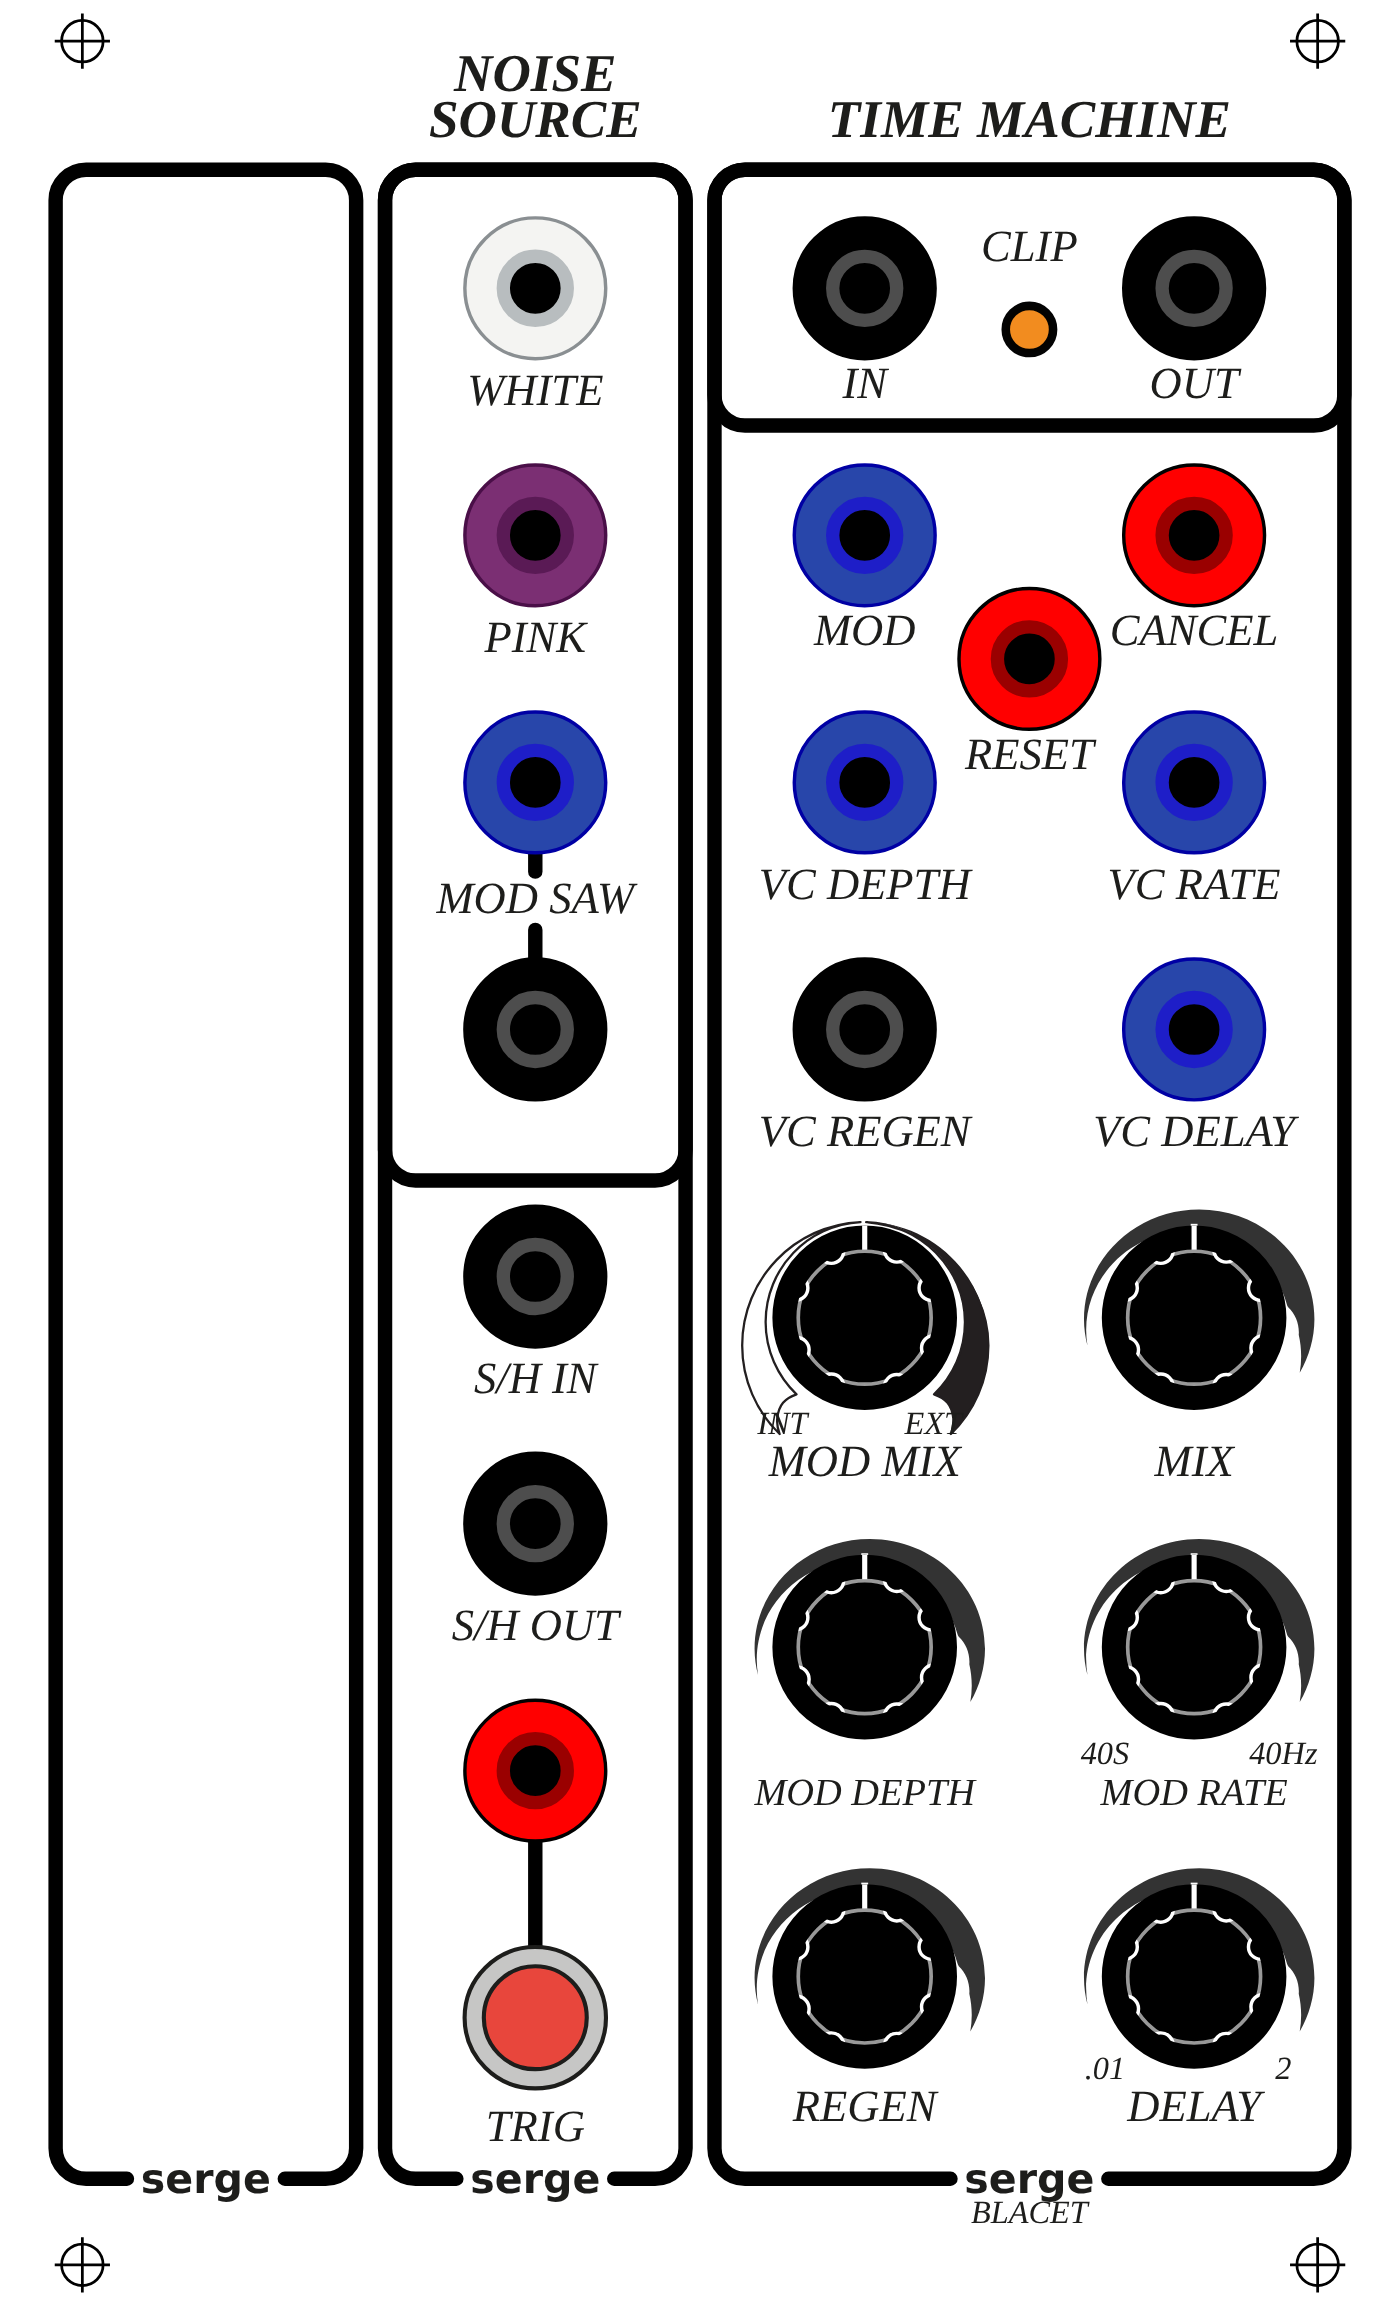 NOISE
SOURCE
TIME MACHINE
WHITE
PINK
MOD SAW
S/H IN
S/H OUT
TRIG
CLIP
IN
OUT
MOD
CANCEL
RESET
VC DEPTH
VC RATE
VC REGEN
VC DELAY
INT
EXT
MOD MIX
MIX
40S
40Hz
MOD DEPTH
MOD RATE
.01
2
REGEN
DELAY
serge
serge
serge
BLACET